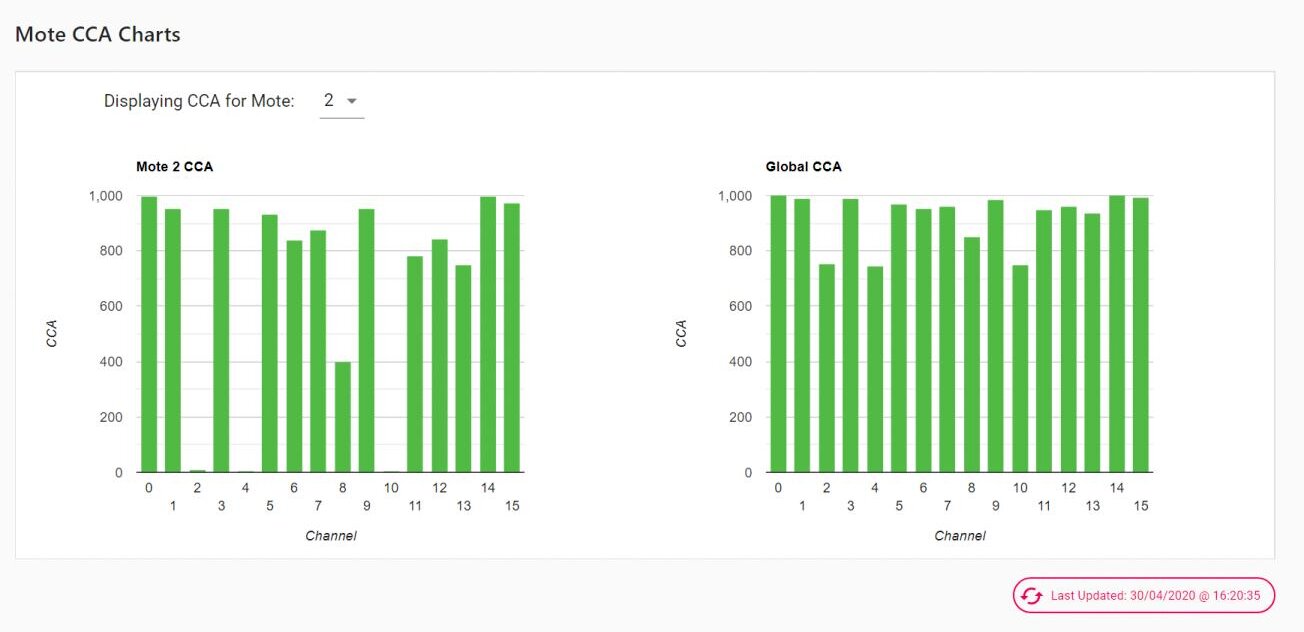 Mote CCA Charts
Displaying CCA for Mote: 2
Mote 2 CCA
1,000
800
600
400
200
0
CCA
0 2 4 6 8 10 12 14
1 3 5 7 9 11 13 15
Channel
Global CCA
1,000
800
600
400
200
0
CCA
0 2 4 6 8 10 12 14
1 3 5 7 9 11 13 15
Channel
Last Updated: 30/04/2020 @ 16:20:35